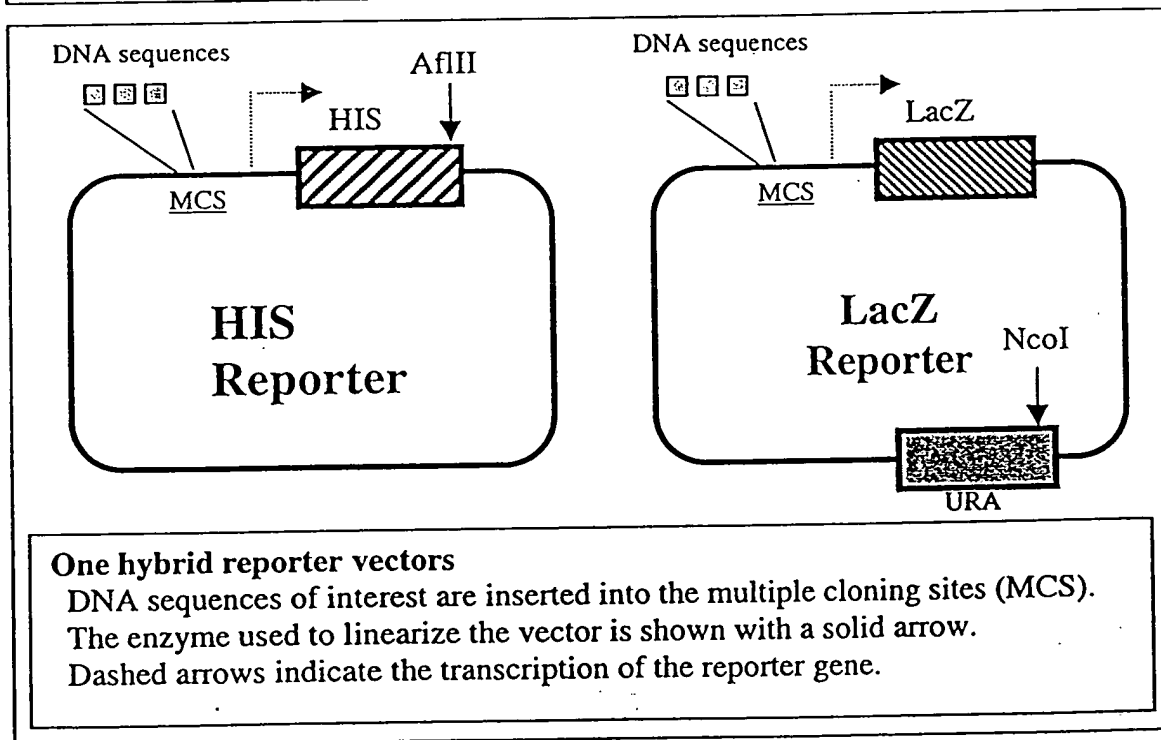 DNA sequences
AflII
HIS
MCS
HIS
Reporter
DNA sequences
LacZ
MCS
LacZ
Reporter
NcoI
URA
One hybrid reporter vectors
DNA sequences of interest are inserted into the multiple cloning sites (MCS).
The enzyme used to linearize the vector is shown with a solid arrow.
Dashed arrows indicate the transcription of the reporter gene.